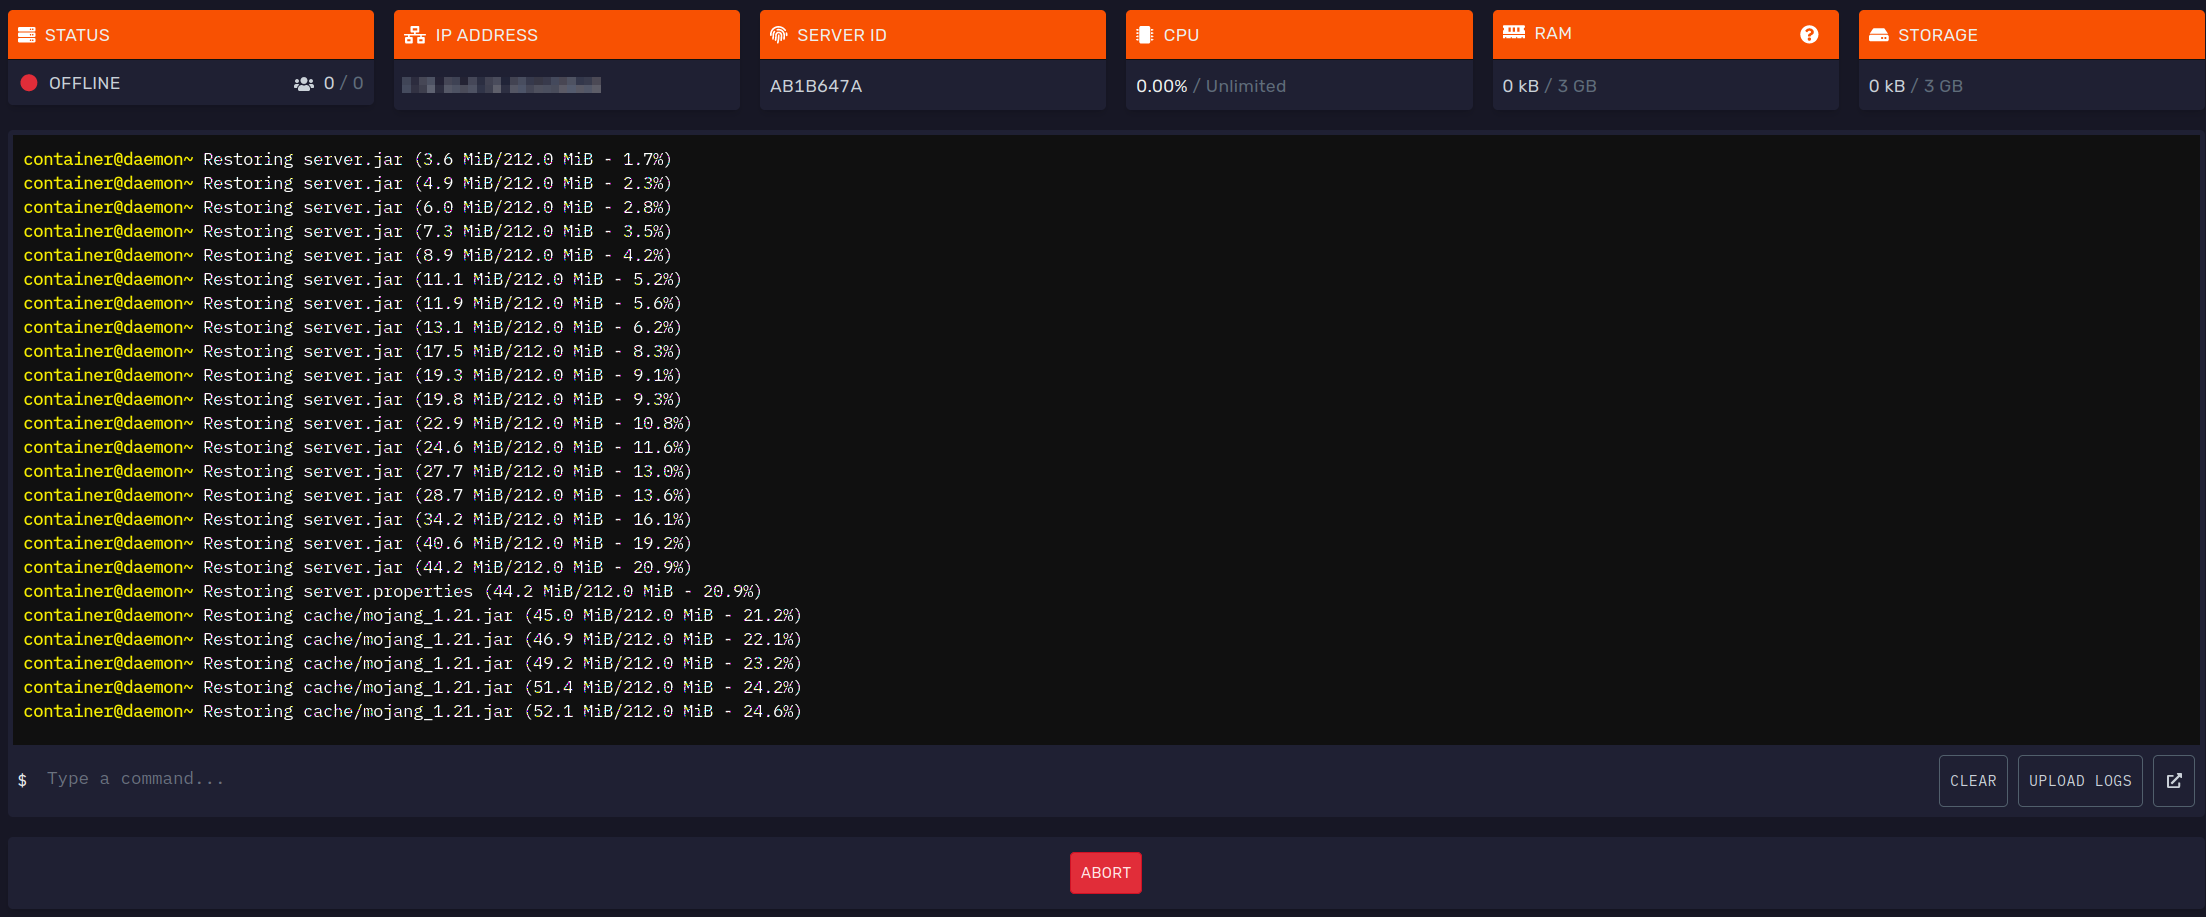 STATUS
OFFLINE 0 / 0
IP ADDRESS
SERVER ID
AB1B647A
CPU
0.00% / Unlimited
RAM
0 kB / 3 GB
STORAGE
0 kB / 3 GB
container@daemon~ Restoring server.jar (3.6 MiB/212.0 MiB - 1.7%)
container@daemon~ Restoring server.jar (4.9 MiB/212.0 MiB - 2.3%)
container@daemon~ Restoring server.jar (6.0 MiB/212.0 MiB - 2.8%)
container@daemon~ Restoring server.jar (7.3 MiB/212.0 MiB - 3.5%)
container@daemon~ Restoring server.jar (8.9 MiB/212.0 MiB - 4.2%)
container@daemon~ Restoring server.jar (11.1 MiB/212.0 MiB - 5.2%)
container@daemon~ Restoring server.jar (11.9 MiB/212.0 MiB - 5.6%)
container@daemon~ Restoring server.jar (13.1 MiB/212.0 MiB - 6.2%)
container@daemon~ Restoring server.jar (17.5 MiB/212.0 MiB - 8.3%)
container@daemon~ Restoring server.jar (19.3 MiB/212.0 MiB - 9.1%)
container@daemon~ Restoring server.jar (19.8 MiB/212.0 MiB - 9.3%)
container@daemon~ Restoring server.jar (22.9 MiB/212.0 MiB - 10.8%)
container@daemon~ Restoring server.jar (24.6 MiB/212.0 MiB - 11.6%)
container@daemon~ Restoring server.jar (27.7 MiB/212.0 MiB - 13.0%)
container@daemon~ Restoring server.jar (28.7 MiB/212.0 MiB - 13.6%)
container@daemon~ Restoring server.jar (34.2 MiB/212.0 MiB - 16.1%)
container@daemon~ Restoring server.jar (40.6 MiB/212.0 MiB - 19.2%)
container@daemon~ Restoring server.jar (44.2 MiB/212.0 MiB - 20.9%)
container@daemon~ Restoring server.properties (44.2 MiB/212.0 MiB - 20.9%)
container@daemon~ Restoring cache/mojang_1.21.jar (45.0 MiB/212.0 MiB - 21.2%)
container@daemon~ Restoring cache/mojang_1.21.jar (46.9 MiB/212.0 MiB - 22.1%)
container@daemon~ Restoring cache/mojang_1.21.jar (49.2 MiB/212.0 MiB - 23.2%)
container@daemon~ Restoring cache/mojang_1.21.jar (51.4 MiB/212.0 MiB - 24.2%)
container@daemon~ Restoring cache/mojang_1.21.jar (52.1 MiB/212.0 MiB - 24.6%)
$ Type a command...
CLEAR
UPLOAD LOGS
ABORT